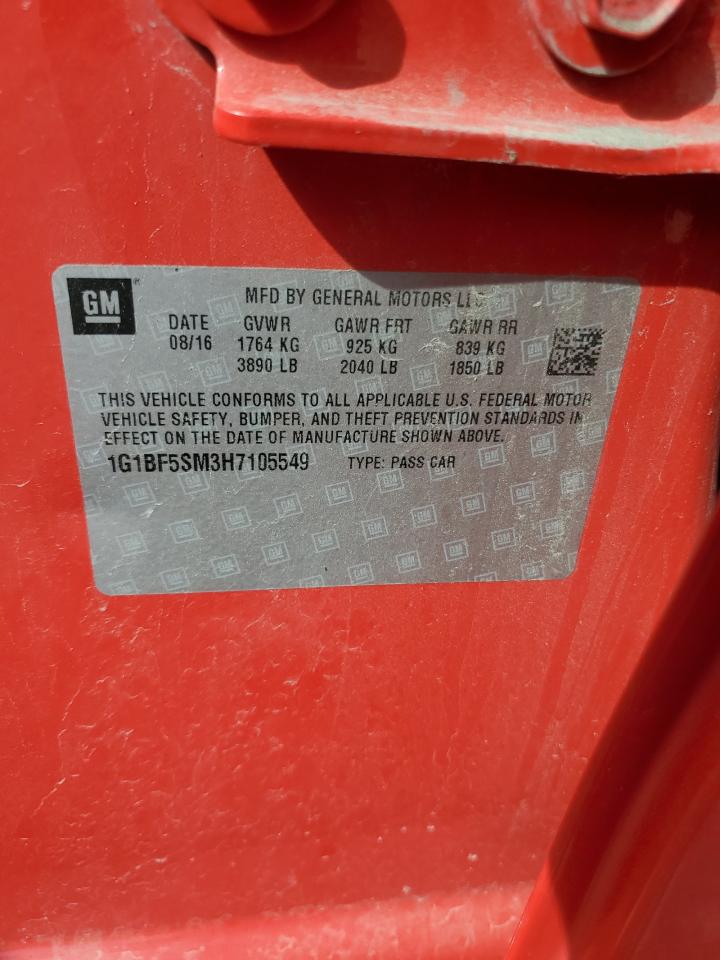 GM
MFD BY GENERAL MOTORS LLC
DATE GVWR GAWR FRT GAWR RR
08/16 1764 KG 925 KG 839 KG
3890 LB 2040 LB 1850 LB
THIS VEHICLE CONFORMS TO ALL APPLICABLE U.S. FEDERAL MOTOR
VEHICLE SAFETY, BUMPER, AND THEFT PREVENTION STANDARDS IN
EFFECT ON THE DATE OF MANUFACTURE SHOWN ABOVE.
1G1BF5SM3H7105549 TYPE: PASS CAR